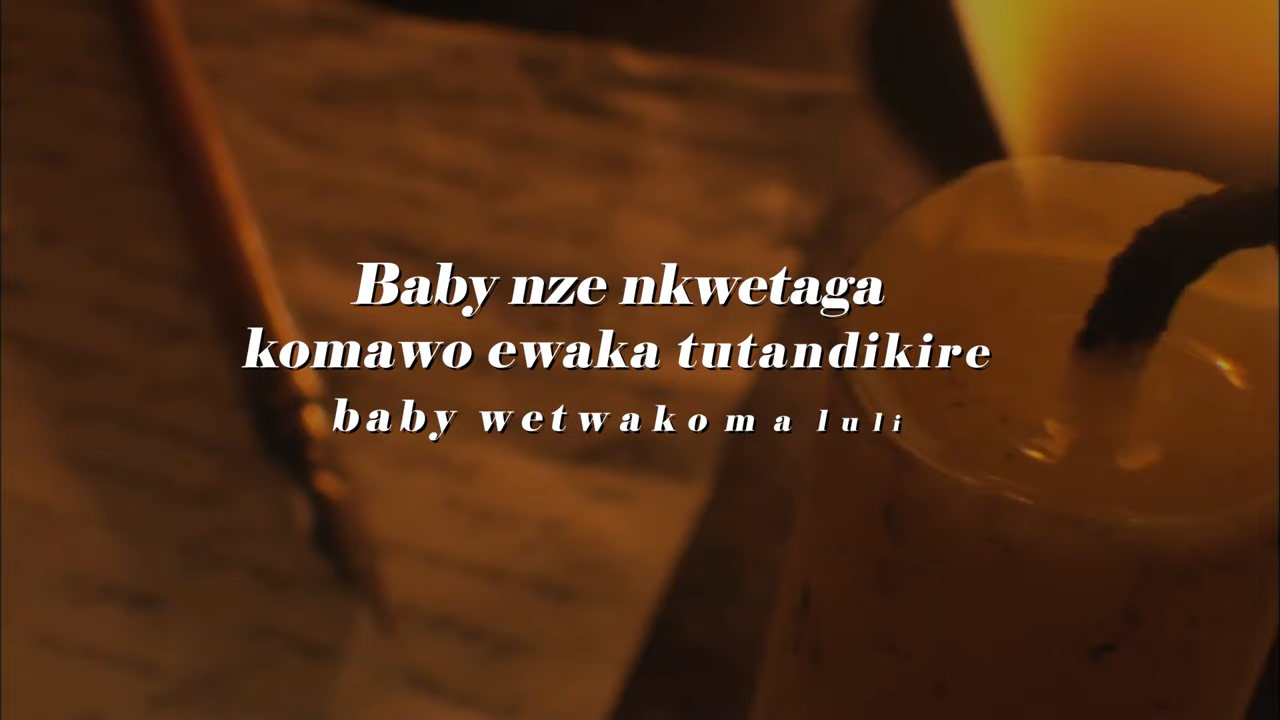 Baby nze nkwetaga
komawo ewaka tutandikire
baby wetwakoma luli